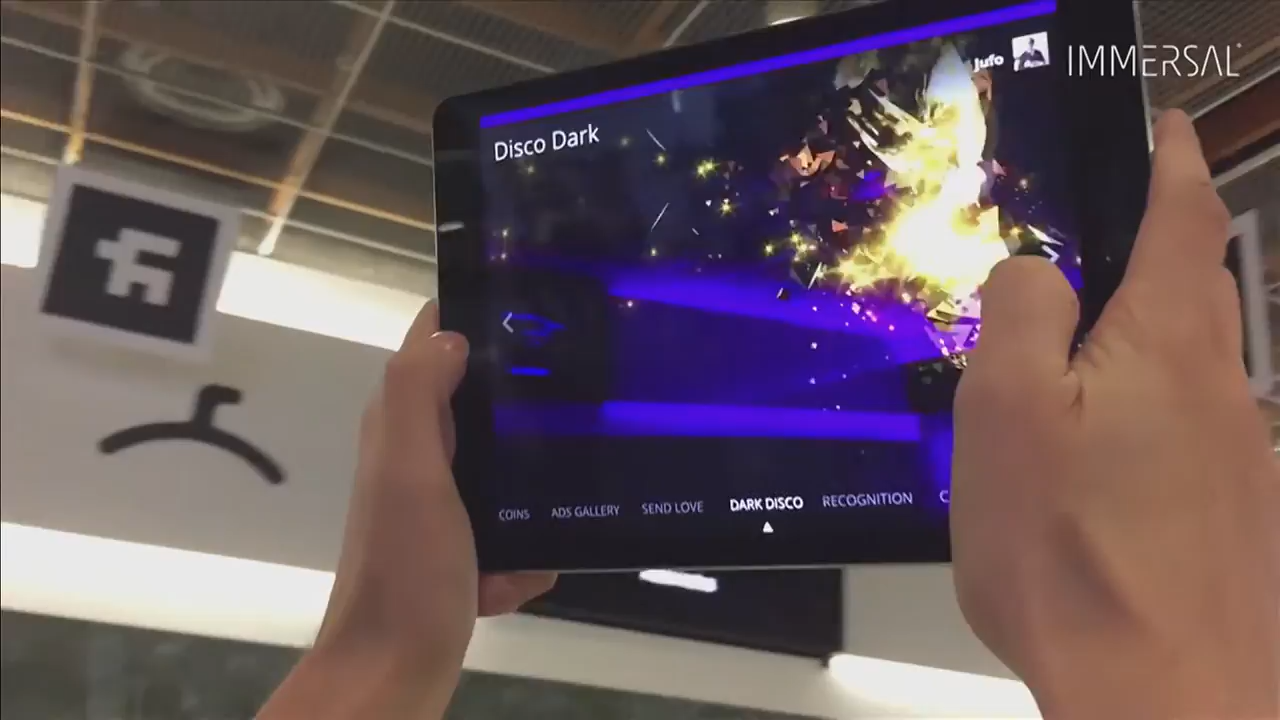 IMMERSAL
Jufo
Disco Dark
COINS ADS GALLERY SEND LOVE DARK DISCO RECOGNITION C